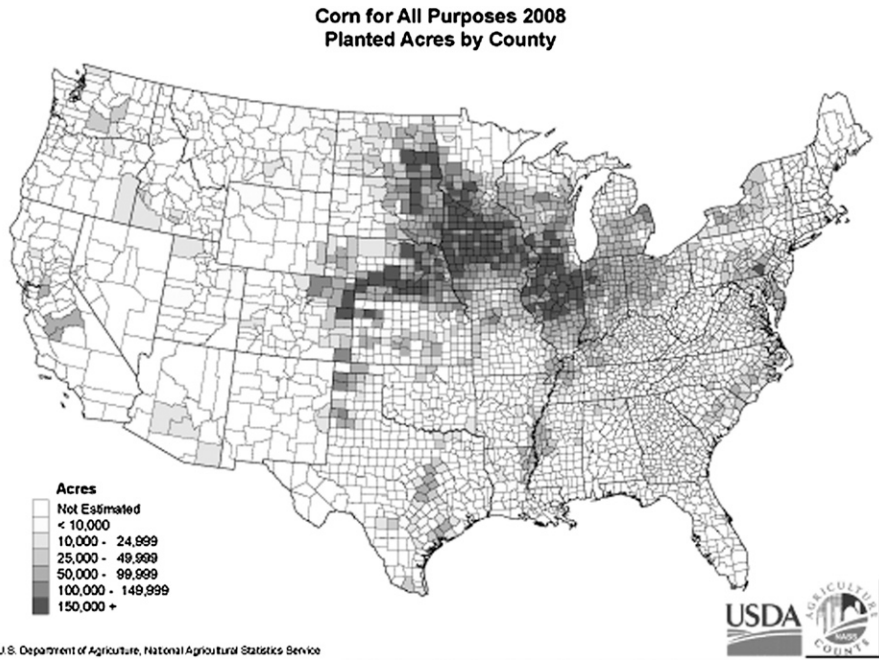 Corn for All Purposes 2008
Planted Acres by County
Acres
Not Estimated
< 10,000
10,000 - 24,999
25,000 - 49,999
50,000 - 99,999
100,000 - 149,999
150,000 +
USDA
AGRICULTURE
NASS
COUNTS
U.S. Department of Agriculture, National Agricultural Statistics Service